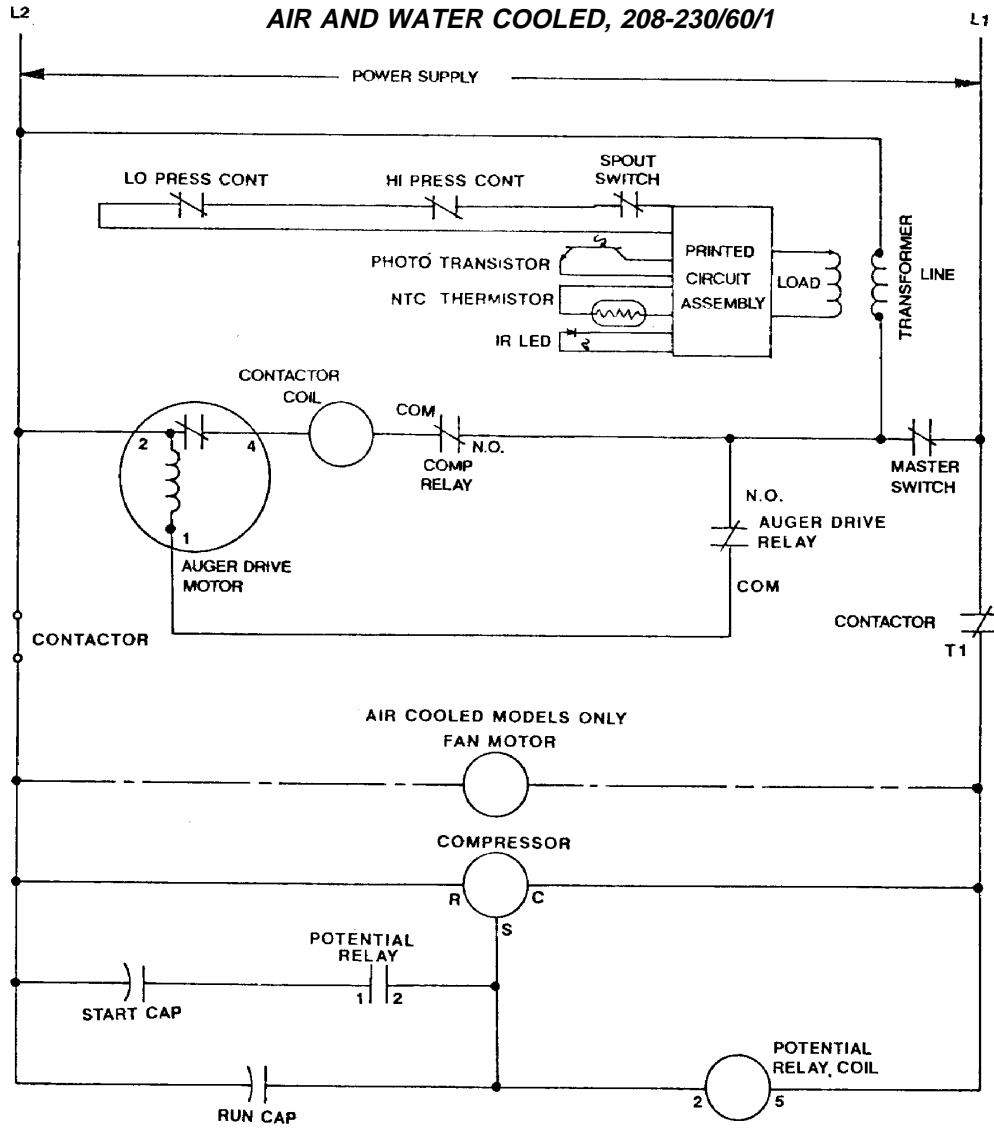 AIR AND WATER COOLED, 208-230/60/1
L2
L1
POWER SUPPLY
LO PRESS CONT
HI PRESS CONT
SPOUT
SWITCH
PHOTO TRANSISTOR
NTC THERMISTOR
IR LED
PRINTED
CIRCUIT
ASSEMBLY
LOAD
TRANSFORMER
LINE
CONTACTOR
COIL
COM
N.O.
COMP
RELAY
2
4
1
AUGER DRIVE
MOTOR
MASTER
SWITCH
N.O.
AUGER DRIVE
RELAY
COM
CONTACTOR
CONTACTOR
T1
AIR COOLED MODELS ONLY
FAN MOTOR
COMPRESSOR
R
C
S
POTENTIAL
RELAY
1
2
START CAP
RUN CAP
POTENTIAL
RELAY, COIL
2
5